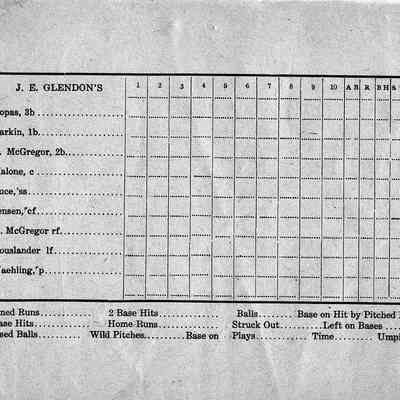 J. E. GLENDON'S 1 2 3 4 5 6 7 8 9 10 A B R B H S
opas, 3b
arkin, 1b.
. McGregor, 2b.
alone, c
uce, ss
ensen, cf
. McGregor rf.
ouslander lf
aehling, p
ned Runs 2 Base Hits Balls Base on Hit by Pitched
ase Hits Home Runs Struck Out Left on Bases
sed Balls Wild Pitches Base on Plays Time Umpi